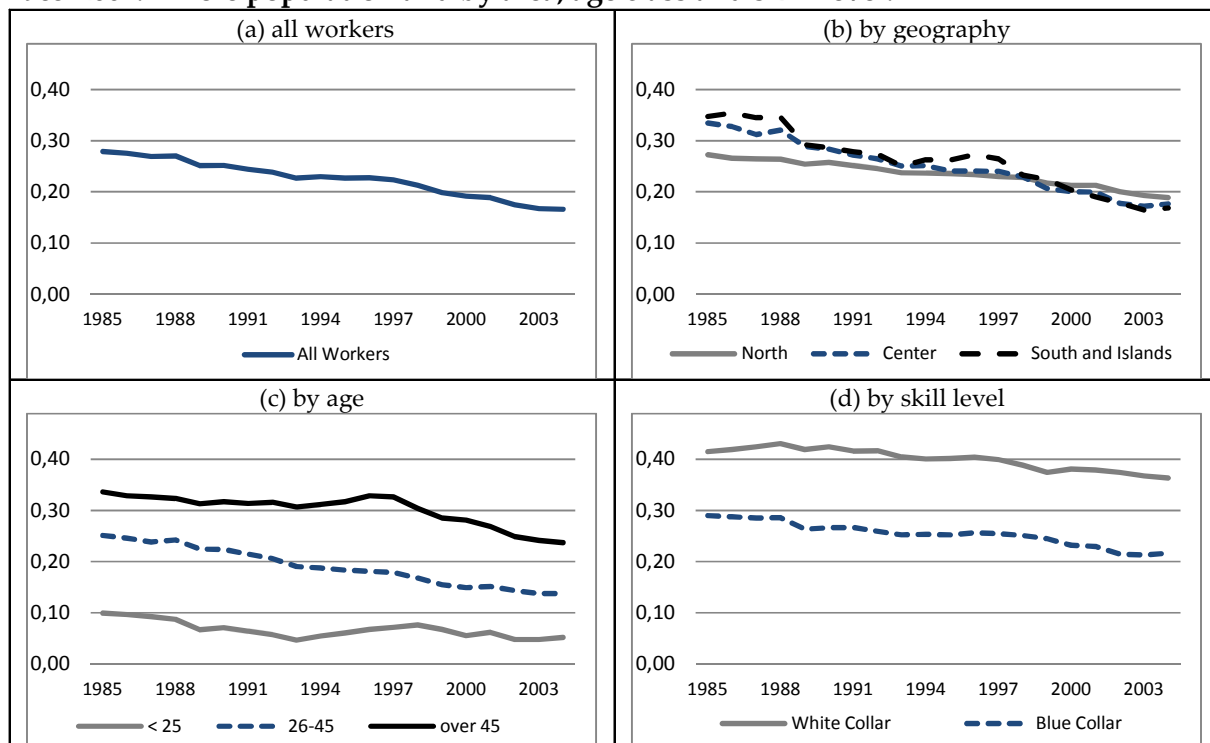 (a) all workers
0,40
0,30
0,20
0,10
0,00
1985 1988 1991 1994 1997 2000 2003
All Workers
(b) by geography
0,40
0,30
0,20
0,10
0,00
1985 1988 1991 1994 1997 2000 2003
North Center South and Islands
(c) by age
0,40
0,30
0,20
0,10
0,00
1985 1988 1991 1994 1997 2000 2003
< 25 26-45 over 45
(d) by skill level
0,40
0,30
0,20
0,10
0,00
1985 1988 1991 1994 1997 2000 2003
White Collar Blue Collar